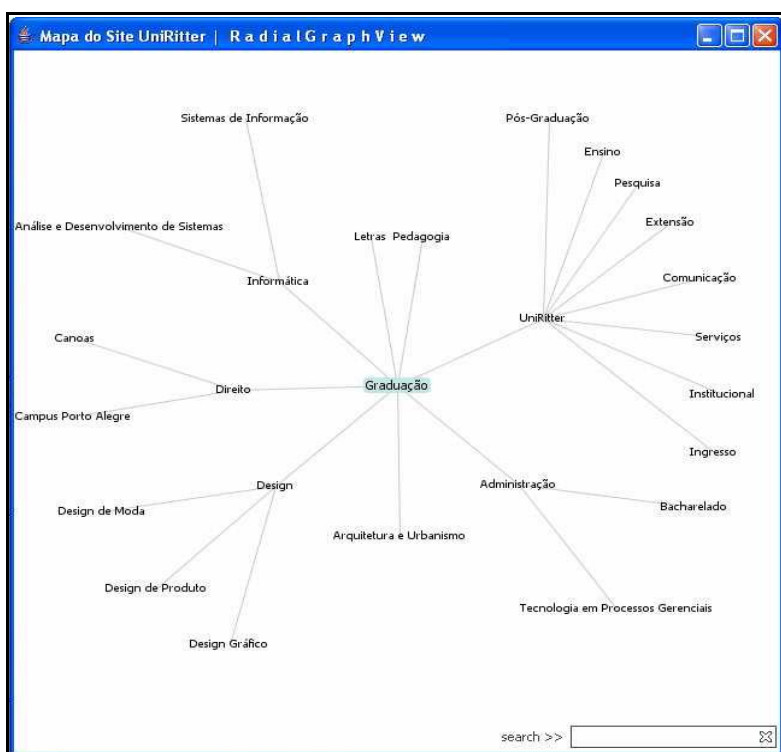 Mapa do Site UniRitter | RadialGraphView
Sistemas de Informação
Pós-Graduação
Ensino
Pesquisa
Extensão
Análise e Desenvolvimento de Sistemas
Letras Pedagogia
Informática
Comunicação
UniRitter
Canoas
Serviços
Direito
Graduação
Institucional
Campus Porto Alegre
Ingresso
Design
Administração
Design de Moda
Bacharelado
Arquitetura e Urbanismo
Design de Produto
Tecnologia em Processos Gerenciais
Design Gráfico
search >>